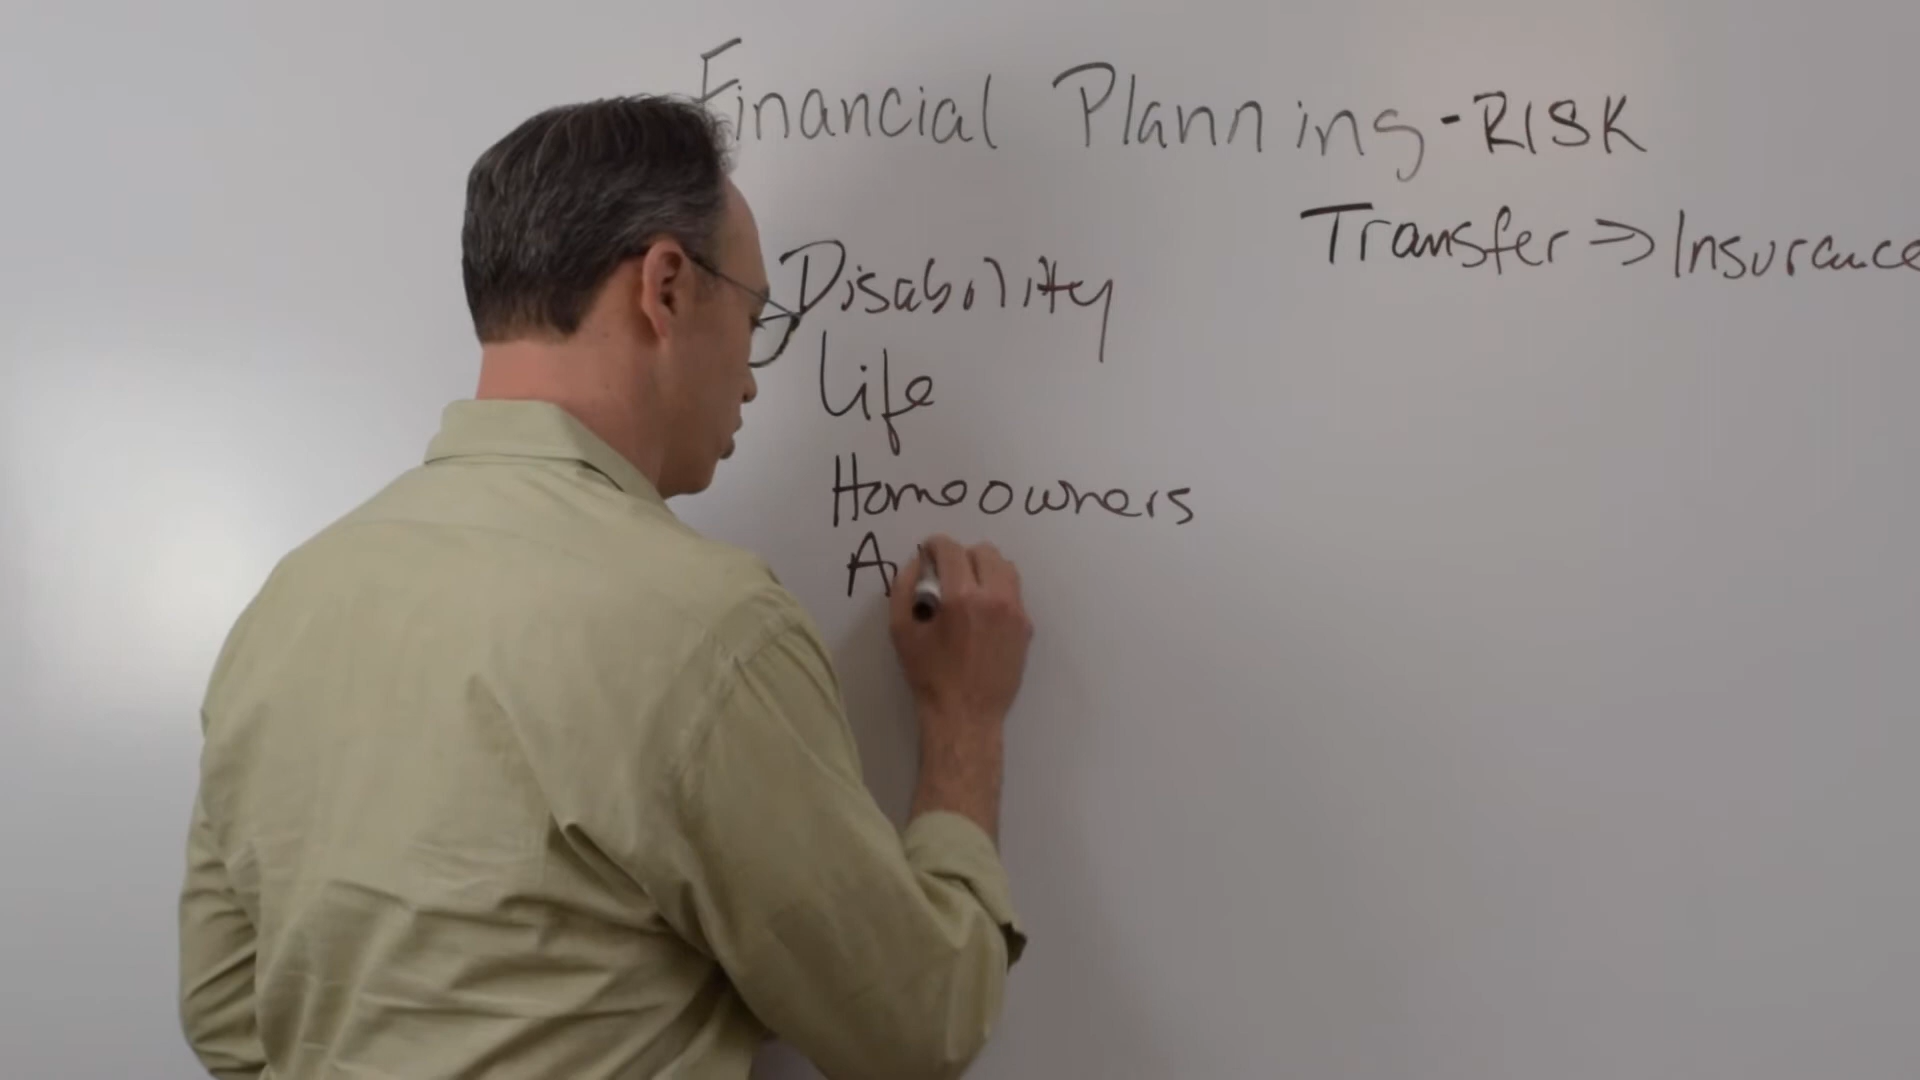 Financial Planning - RISK
Transfer => Insurance
Disability
Life
Homeowners